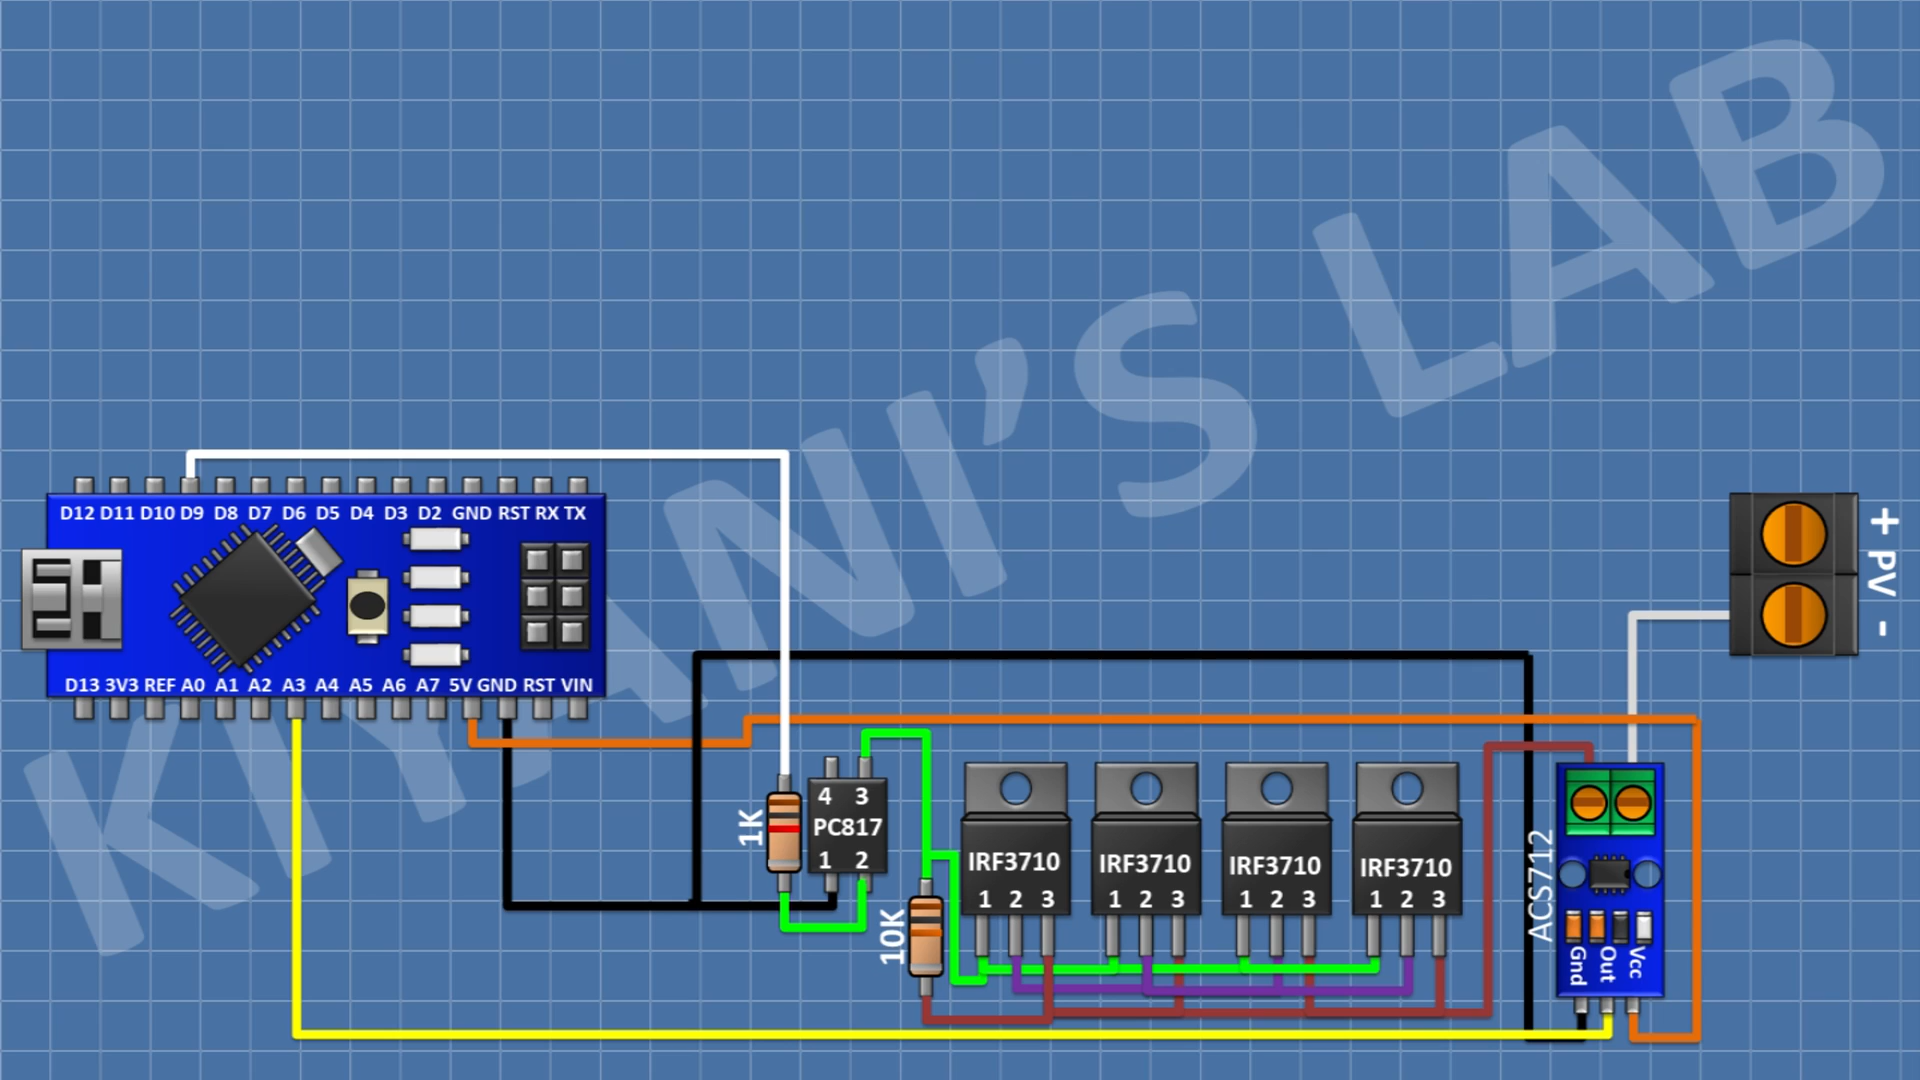 KIYANI'S LAB
D12 D11 D10 D9 D8 D7 D6 D5 D4 D3 D2 GND RST RX TX
D13 3V3 REF A0 A1 A2 A3 A4 A5 A6 A7 5V GND RST VIN
+ PV -
1K
4 3
PC817
1 2
10K
IRF3710
1 2 3
IRF3710
1 2 3
IRF3710
1 2 3
IRF3710
1 2 3
ACS712
Gnd
Out
Vcc